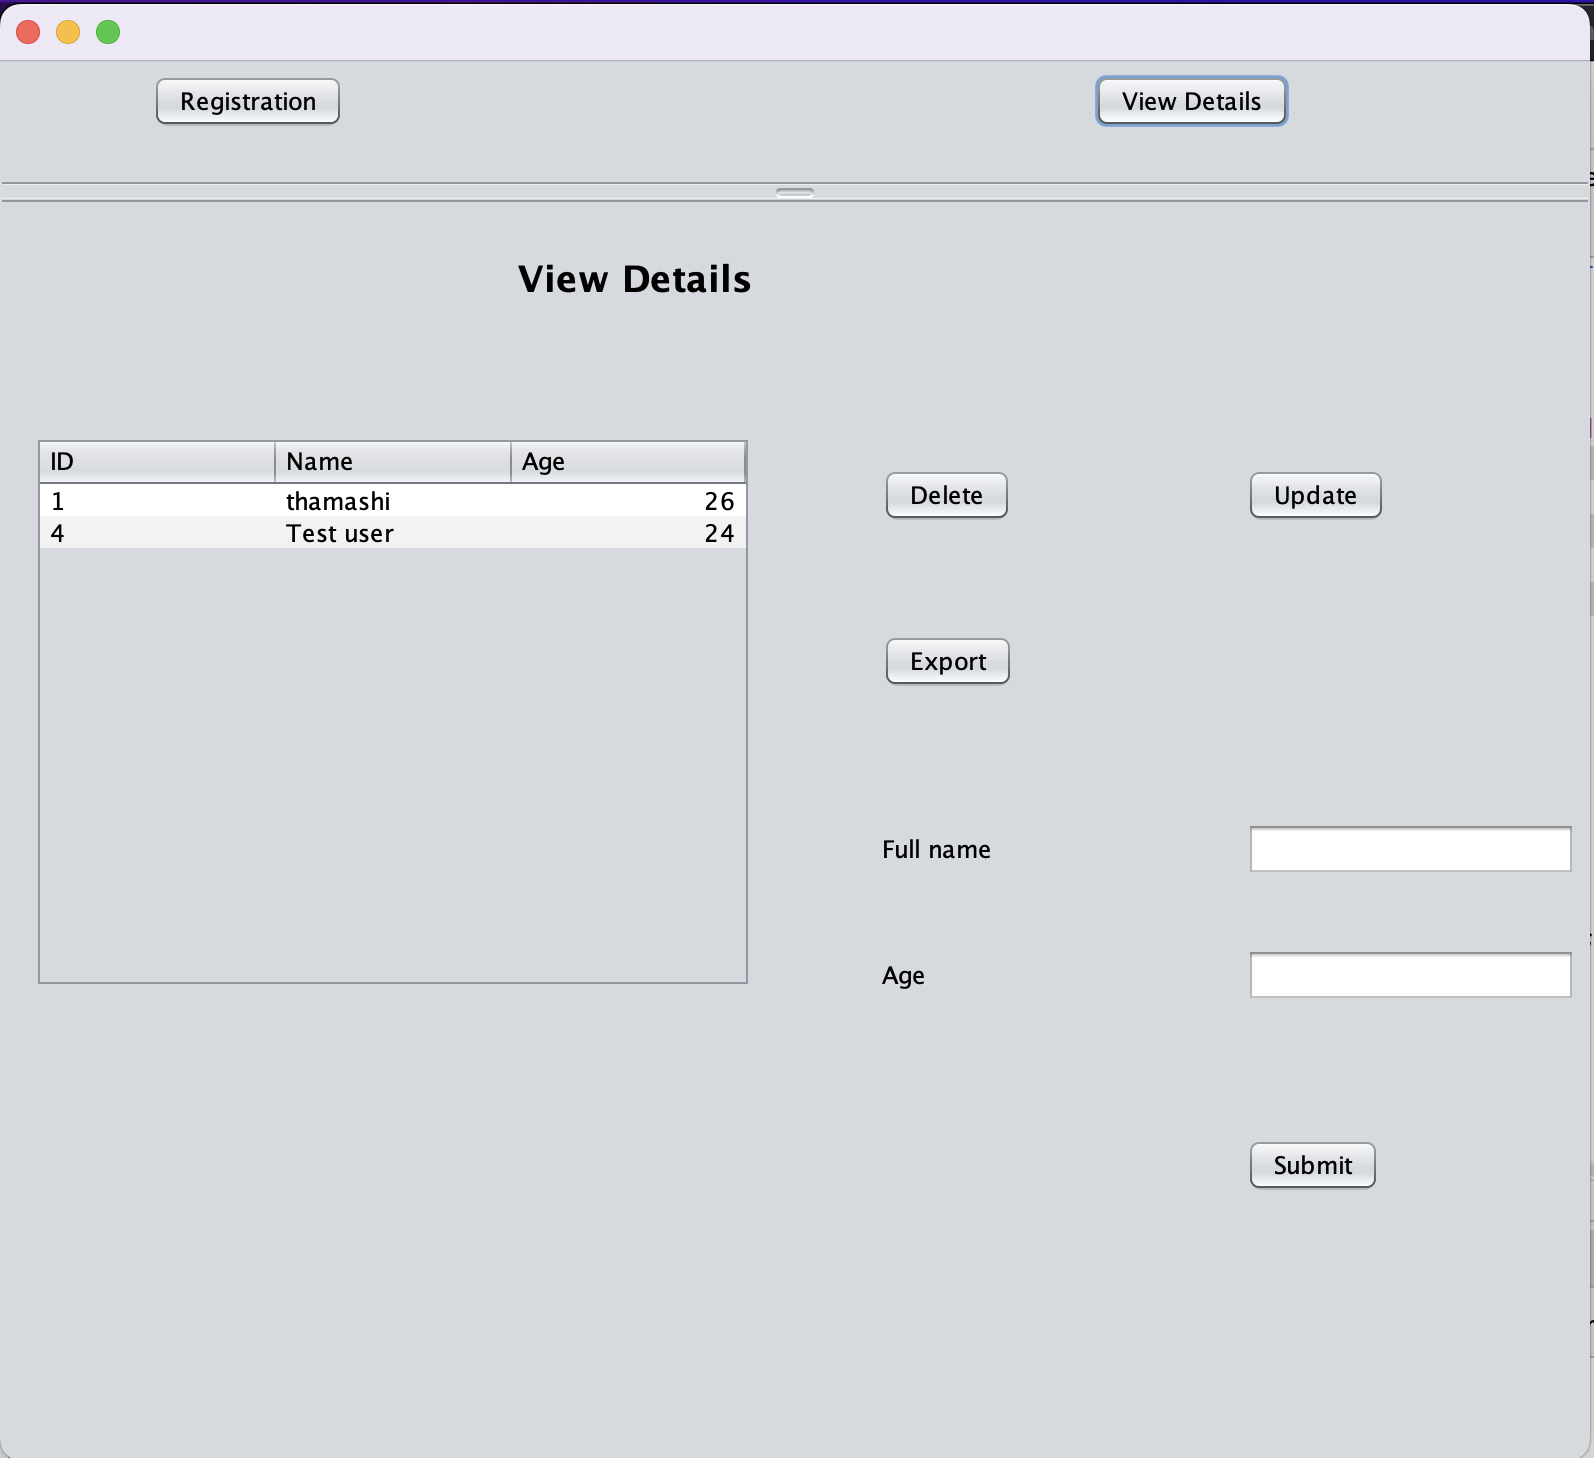 Registration
View Details
View Details
ID Name Age
1 thamashi 26
4 Test user 24
Delete
Update
Export
Full name
Age
Submit